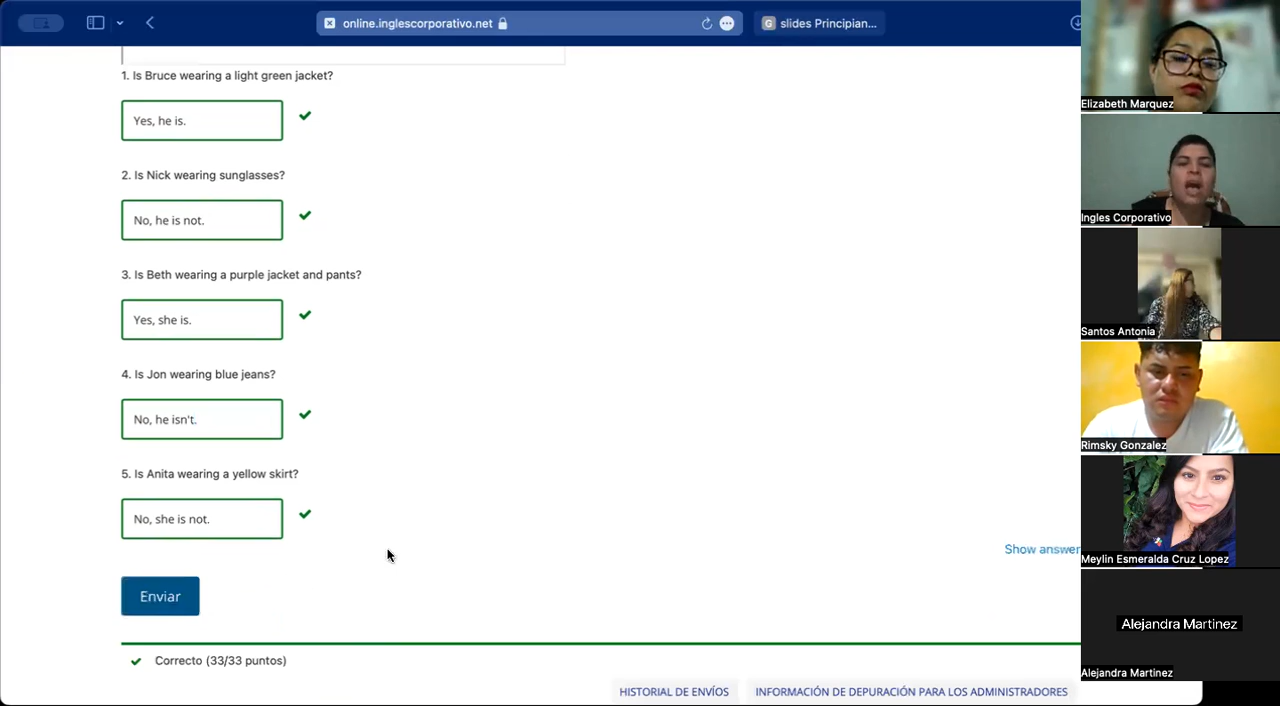 online.inglescorporativo.net
G slides Principian...
1. Is Bruce wearing a light green jacket?
Yes, he is.
2. Is Nick wearing sunglasses?
No, he is not.
3. Is Beth wearing a purple jacket and pants?
Yes, she is.
4. Is Jon wearing blue jeans?
No, he isn't.
5. Is Anita wearing a yellow skirt?
No, she is not.
Show answer
Enviar
Correcto (33/33 puntos)
HISTORIAL DE ENVÍOS
INFORMACIÓN DE DEPURACIÓN PARA LOS ADMINISTRADORES
Elizabeth Marquez
Ingles Corporativo
Santos Antonia
Rimsky Gonzalez
Meylin Esmeralda Cruz Lopez
Alejandra Martinez
Alejandra Martinez